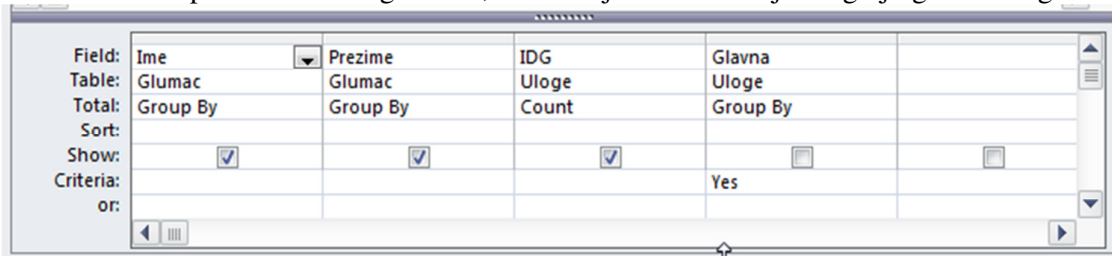 Field: Ime Prezime IDG Glavna
Table: Glumac Glumac Uloge Uloge
Total: Group By Group By Count Group By
Sort:
Show:
Criteria: Yes
or: